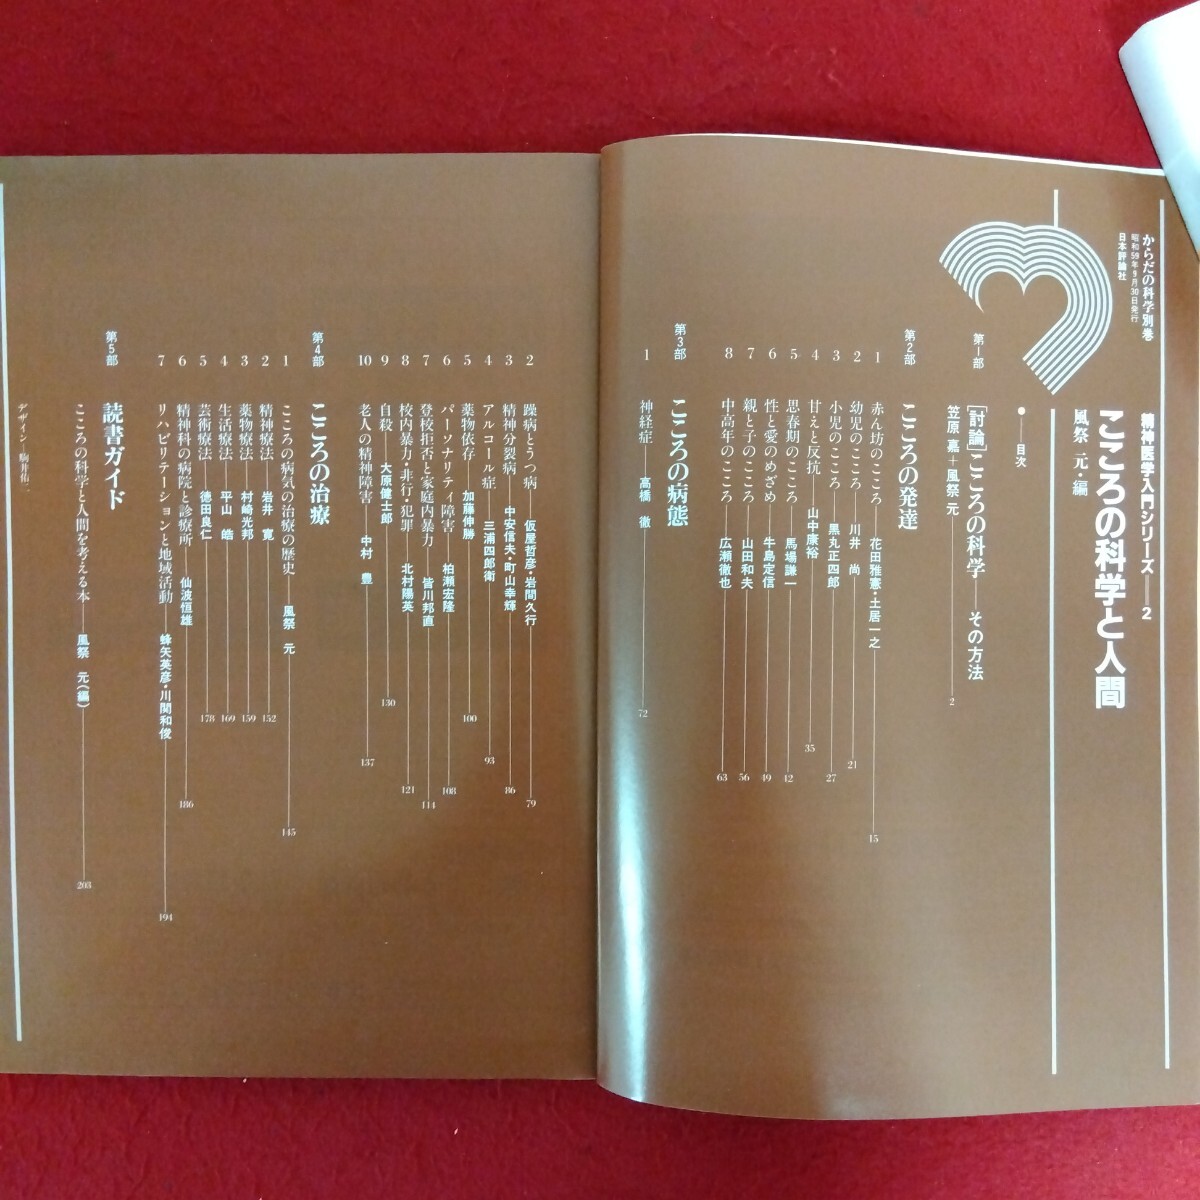 からだの科学別巻
昭和59年9月30日発行
日本評論社
精神医学入門シリーズ——2
こころの科学と人間
風祭 元・編
●——目次
第1部
[討論]こころの科学——その方法
笠原 嘉+風祭 元 2
第2部
こころの発達
1 赤ん坊のこころ——花田雅憲・土居一之 15
2 幼児のこころ——川井 尚 21
3 小児のこころ——黒丸正四郎 27
4 甘えと反抗——山中康裕 35
5 思春期のこころ——馬場謙一 42
6 性と愛のめざめ——牛島定信 49
7 親と子のこころ——山田和夫 56
8 中高年のこころ——広瀬徹也 63
第3部
こころの病態
1 神経症——高橋 徹 72
2 躁病とうつ病——仮屋哲彦・岩間久行 79
3 精神分裂病——中安信夫・町山幸輝 86
4 アルコール症——三浦四郎衛 93
5 薬物依存——加藤伸勝 100
6 パーソナリティ障害——柏瀬宏隆 108
7 登校拒否と家庭内暴力——皆川邦直 114
8 校内暴力・非行・犯罪——北村陽英 121
9 自殺——大原健士郎 130
10 老人の精神障害——中村 豊 137
第4部
こころの治療
1 こころの病気の治療の歴史——風祭 元 145
2 精神療法——岩井 寛 152
3 薬物療法——村崎光邦 159
4 生活療法——平山 皓 169
5 芸術療法——徳田良仁 178
6 精神科の病院と診療所——仙波恒雄 186
7 リハビリテーションと地域活動——蜂矢英彦・川関和俊 194
第5部
読書ガイド
こころの科学と人間を考える本——風祭 元(編) 203
デザイン—駒井佑二